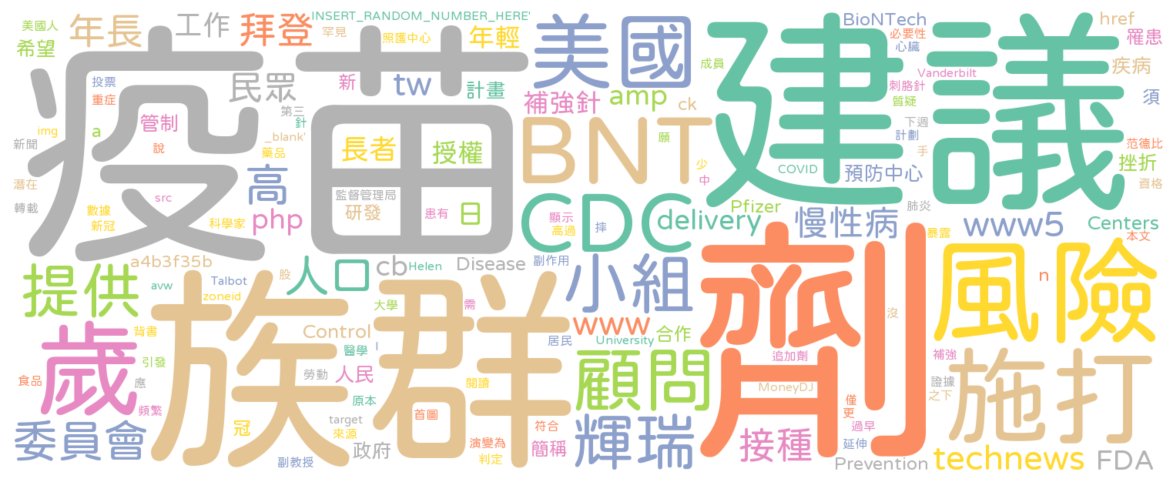 美國人
希望
年長
工作
拜登
INSERT_RANDOM_NUMBER_HERE'
罕見
照護中心
年輕
美國
BioNTech
必要性
心臟
href
罹患
疫苗
建議
投票
重症
民眾
新
tw
計畫
成員
刺胳針
Vanderbilt
質疑
疾病
須
補強針
amp
ck
img
a
管制
第三
針
_blank'
藥品
說
新聞
長者
授權
BNT
願
少
中
COVID
下週
計劃
手
范德比
挫折
資格
預防中心
潛在
轉載
src
高
php
監督管理局
研發
患有
日
數據
新冠
科學家
CDC
顯示
高過
摔
delivery
Pfizer
慢性病
肺炎
www5
暴露
Centers
本文
a4b3f35b
提供
人口
股
cb
Helen
Disease
副作用
小組
劑
風險
n
avw
zoneid
Talbot
族群
大學
需
www
University
合作
居民
沒
歲
背書
引發
Control
醫學
I
勞動
人民
原本
閱讀
顧問
追加劑
MoneyDJ
補強
證據
之下
施打
食品
應
頻繁
target
來源
首圖
僅
更
過早
委員會
冠
政府
副教授
演變為
判定
簡稱
符合
輝瑞
接種
延伸
Prevention
technews
FDA